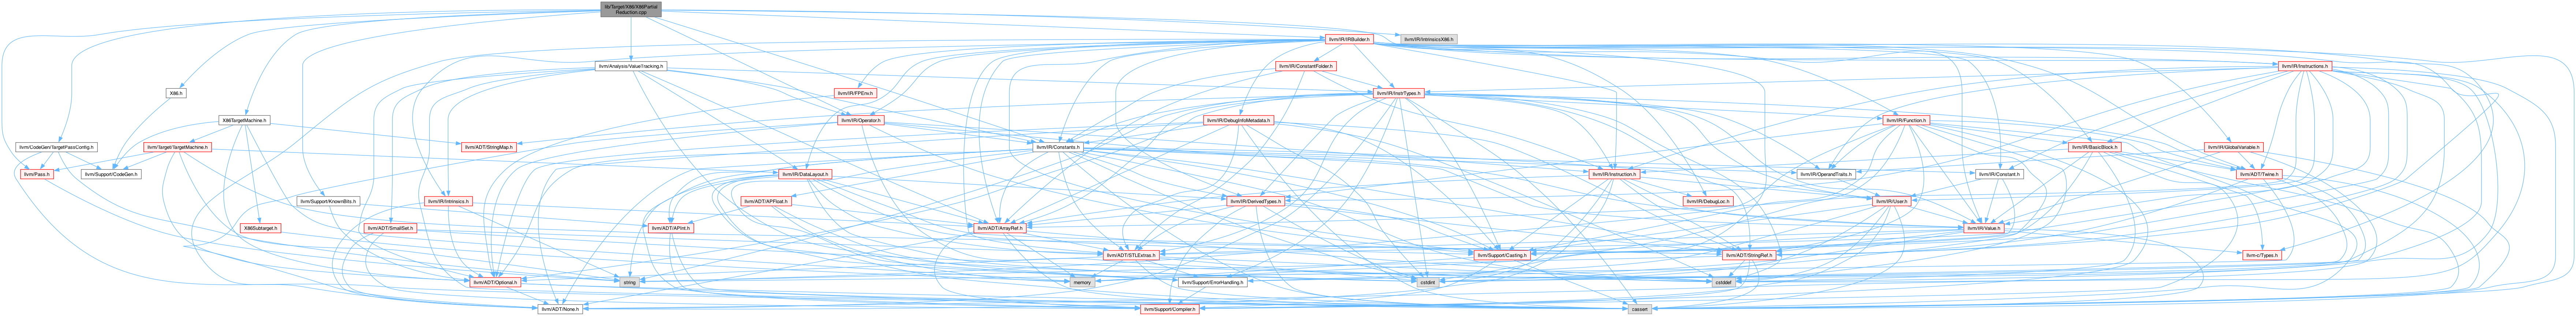 lib/Target/X86/X86Partial
Reduction.cpp
llvm/IR/IRBuilder.h
llvm/IR/IntrinsicsX86.h
llvm/Analysis/ValueTracking.h
llvm/IR/ConstantFolder.h
llvm/IR/Instructions.h
X86.h
llvm/IR/FPEnv.h
llvm/IR/InstrTypes.h
X86TargetMachine.h
llvm/IR/Operator.h
llvm/IR/DebugInfoMetadata.h
llvm/IR/Function.h
llvm/CodeGen/TargetPassConfig.h
llvm/Target/TargetMachine.h
llvm/ADT/StringMap.h
llvm/IR/Constants.h
llvm/IR/BasicBlock.h
llvm/IR/GlobalVariable.h
llvm/Pass.h
llvm/Support/CodeGen.h
llvm/IR/DataLayout.h
llvm/IR/Instruction.h
llvm/IR/OperandTraits.h
llvm/IR/Constant.h
llvm/ADT/Twine.h
llvm/Support/KnownBits.h
llvm/IR/Intrinsics.h
llvm/ADT/APFloat.h
llvm/IR/DerivedTypes.h
llvm/IR/DebugLoc.h
llvm/IR/User.h
X86Subtarget.h
llvm/ADT/SmallSet.h
llvm/ADT/APInt.h
llvm/ADT/ArrayRef.h
llvm/IR/Value.h
llvm/ADT/STLExtras.h
llvm/Support/Casting.h
llvm/ADT/StringRef.h
llvm-c/Types.h
llvm/ADT/Optional.h
string
memory
llvm/Support/ErrorHandling.h
cstdint
cstddef
llvm/ADT/None.h
llvm/Support/Compiler.h
cassert